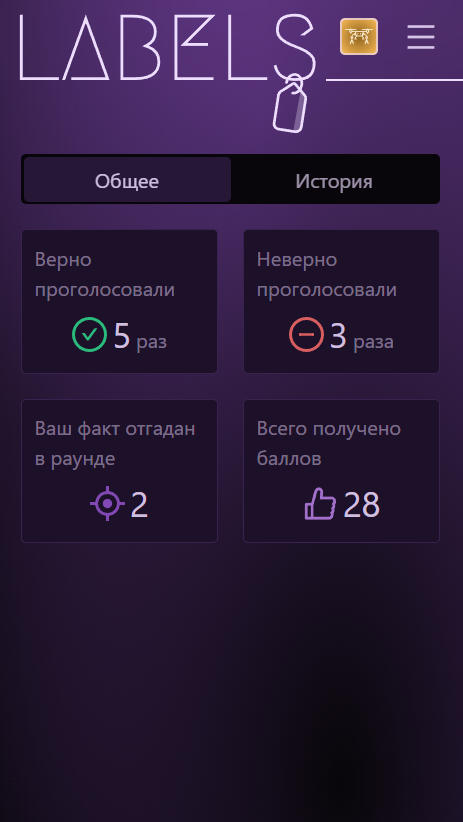 LABELS
Общее
История
Верно
проголосовали
5 раз
Неверно
проголосовали
3 раза
Ваш факт отгадан
в раунде
2
Всего получено
баллов
28